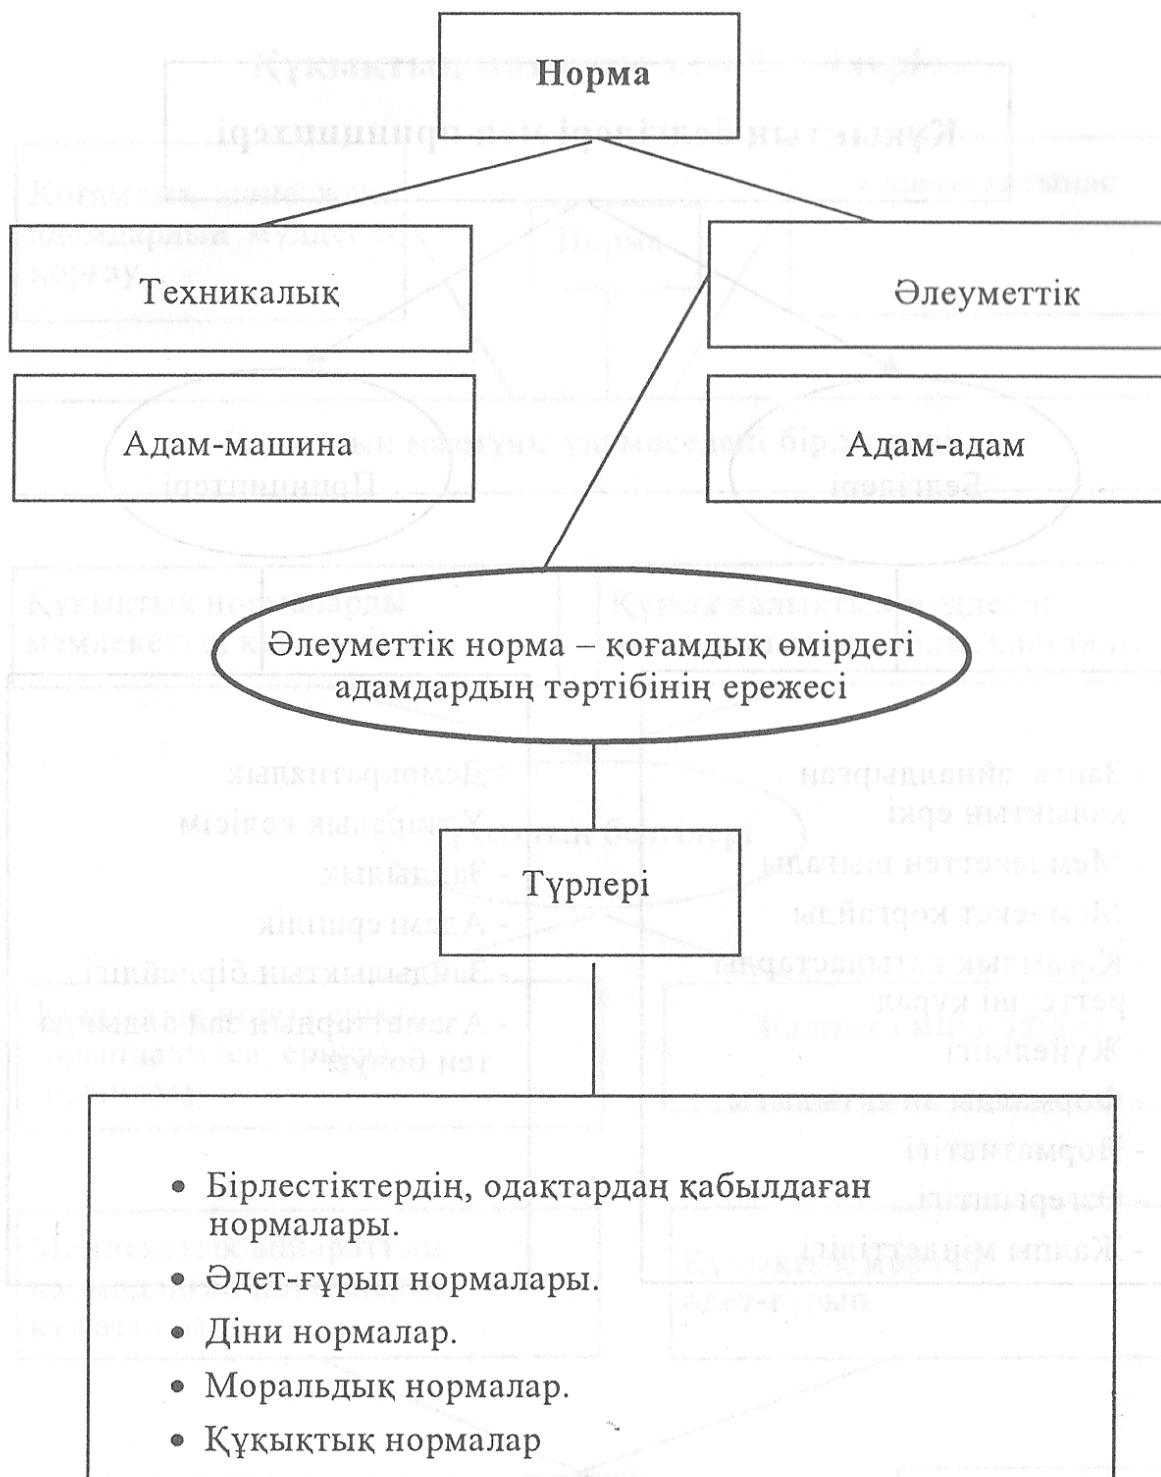 Норма
Техникалық
Әлеуметтік
Адам-машина
Адам-адам
Әлеуметтік норма – қоғамдық өмірдегі
адамдардың тәртібінің ережесі
Түрлері
• Бірлестіктердің, одақтардаң қабылдаған
нормалары.
• Әдет-ғұрып нормалары.
• Діни нормалар.
• Моральдық нормалар.
• Құқықтық нормалар